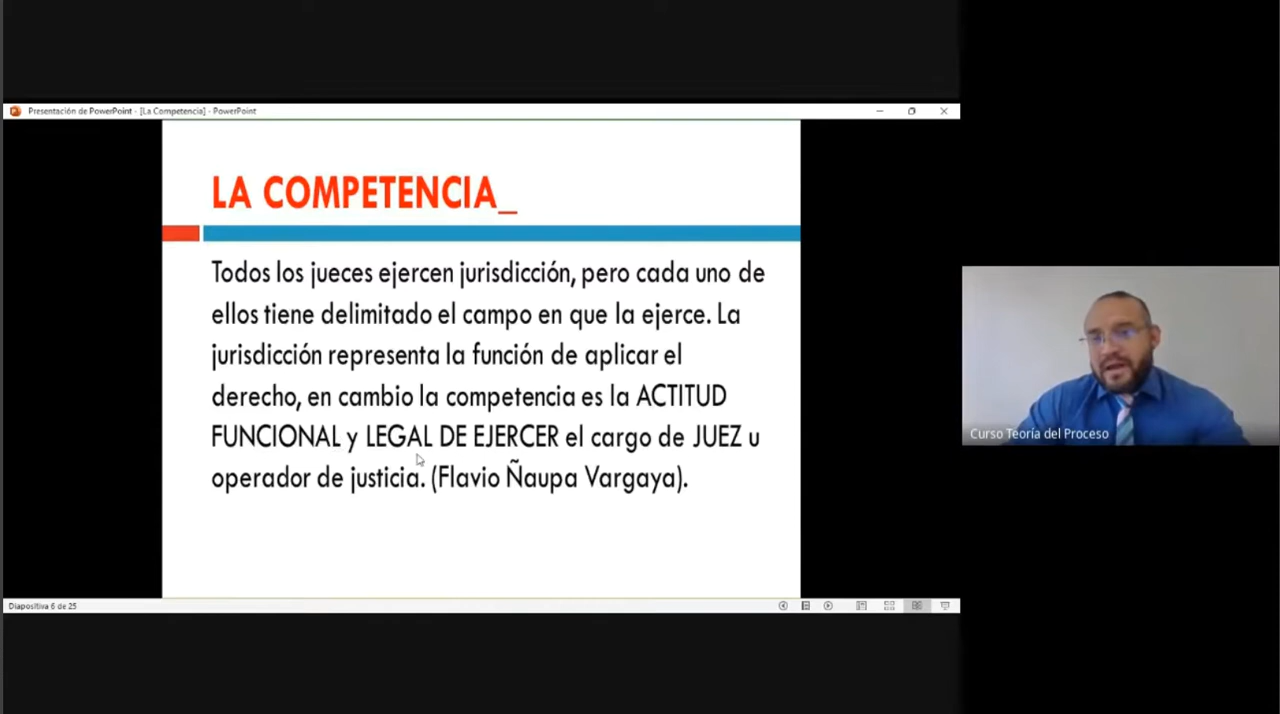 Presentación de PowerPoint - [La Competencia] - PowerPoint
LA COMPETENCIA_
Todos los jueces ejercen jurisdicción, pero cada uno de
ellos tiene delimitado el campo en que la ejerce. La
jurisdicción representa la función de aplicar el
derecho, en cambio la competencia es la ACTITUD
FUNCIONAL y LEGAL DE EJERCER el cargo de JUEZ u
operador de justicia. (Flavio Ñaupa Vargaya).
Curso Teoría del Proceso
Diapositiva 6 de 25